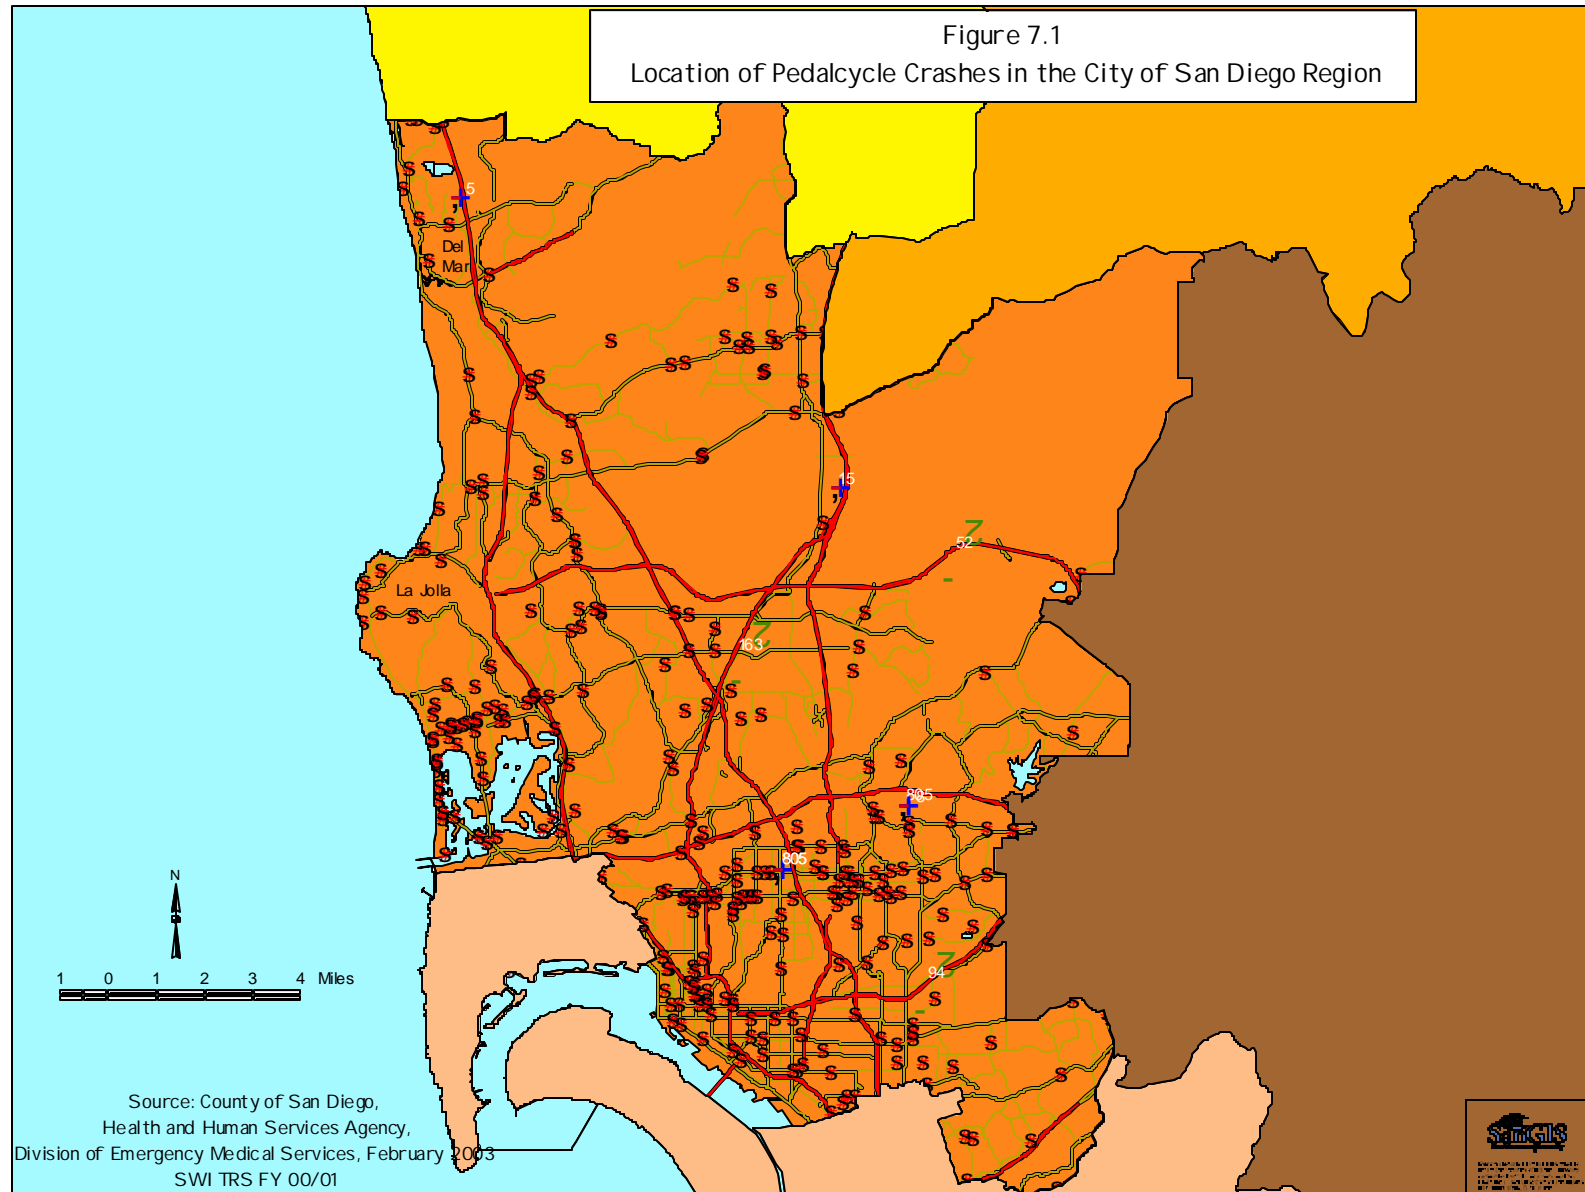 Figure 7.1
Location of Pedalcycle Crashes in the City of San Diego Region
5
Del
Mar
15
52
La Jolla
163
805
805
94
N
1 0 1 2 3 4 Miles
Source: County of San Diego,
Health and Human Services Agency,
Division of Emergency Medical Services, February 2003
SWITRS FY 00/01
SanGIS